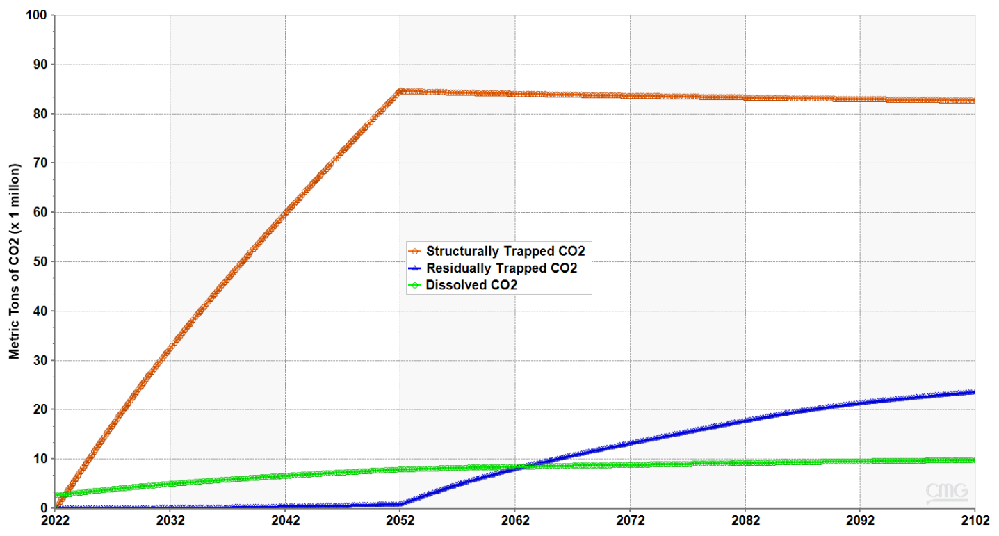 100
90
80
70
60
50
40
30
20
10
0
Metric Tons of CO2 (x 1 millon)
Structurally Trapped CO2
Residually Trapped CO2
Dissolved CO2
CMG
2022 2032 2042 2052 2062 2072 2082 2092 2102